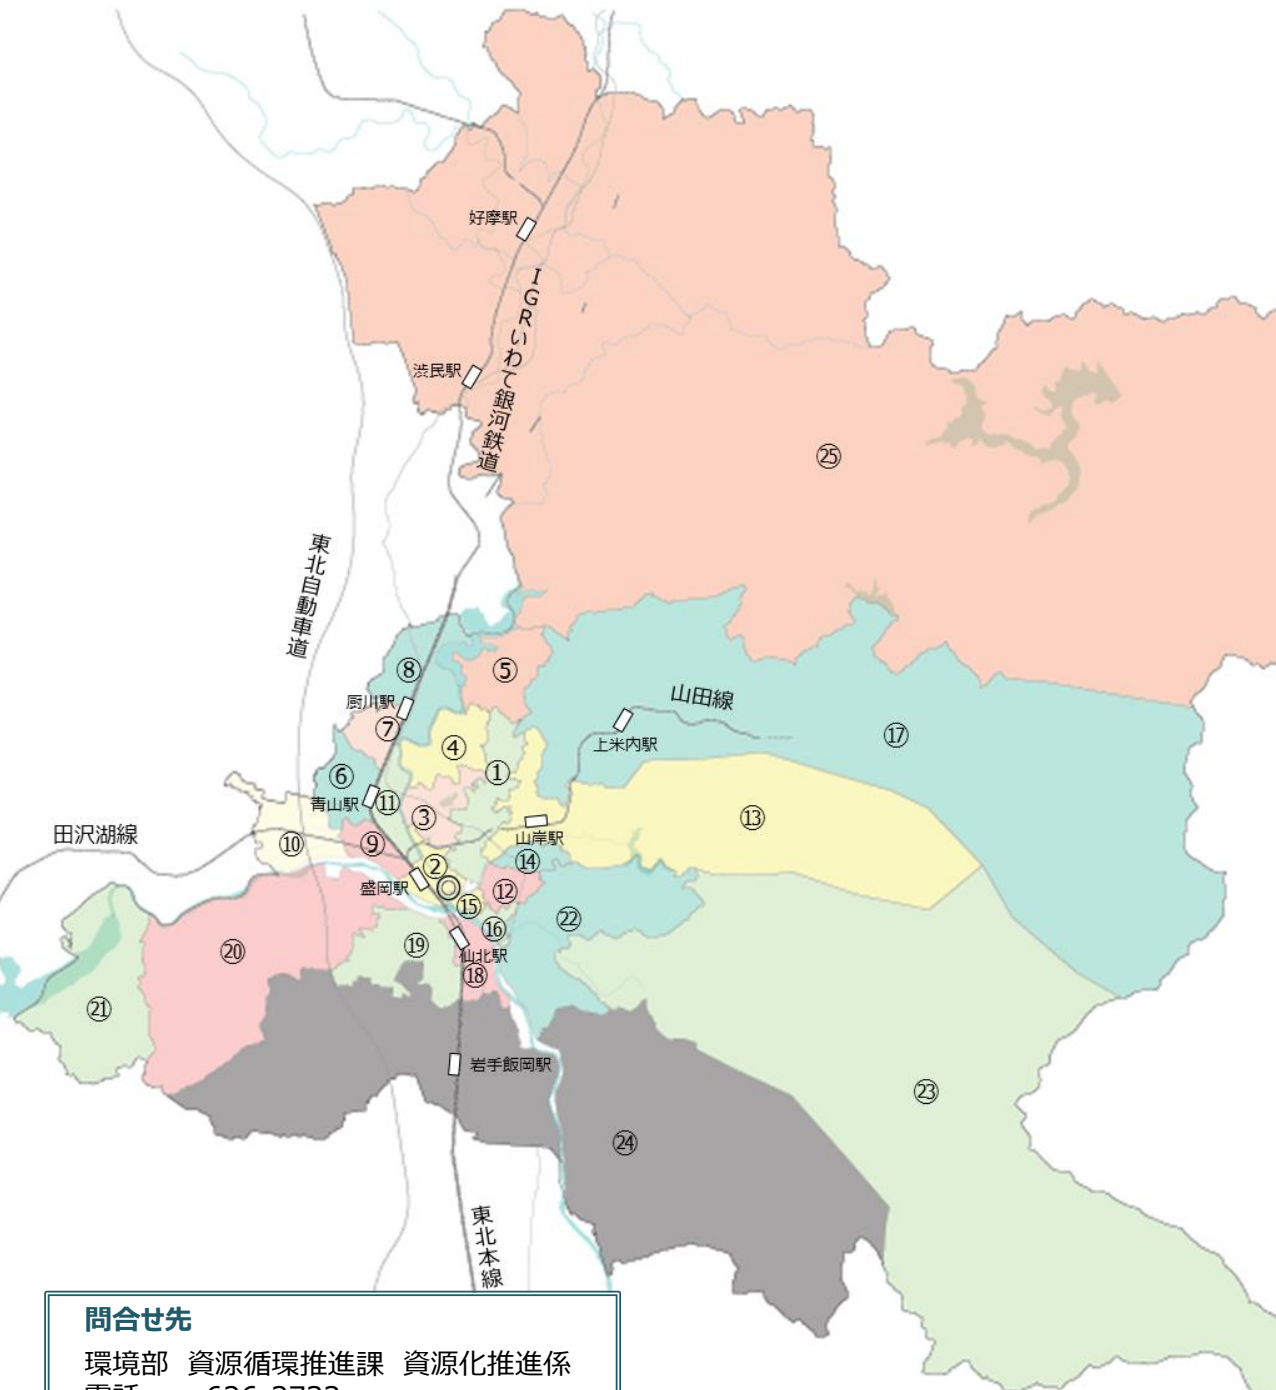 好摩駅
IGRいわて銀河鉄道
渋民駅
㉕
東北自動車道
⑤
⑧
厨川駅
山田線
⑦
上米内駅
⑰
④
①
⑥
青山駅
⑪
③
⑬
田沢湖線
⑩
⑨
山岸駅
⑭
②
盛岡駅
◎
⑫
⑮
㉒
⑯
⑳
⑲
仙北駅
⑱
㉑
岩手飯岡駅
㉓
㉔
東北本線
問合せ先
環境部 資源循環推進課 資源化推進係